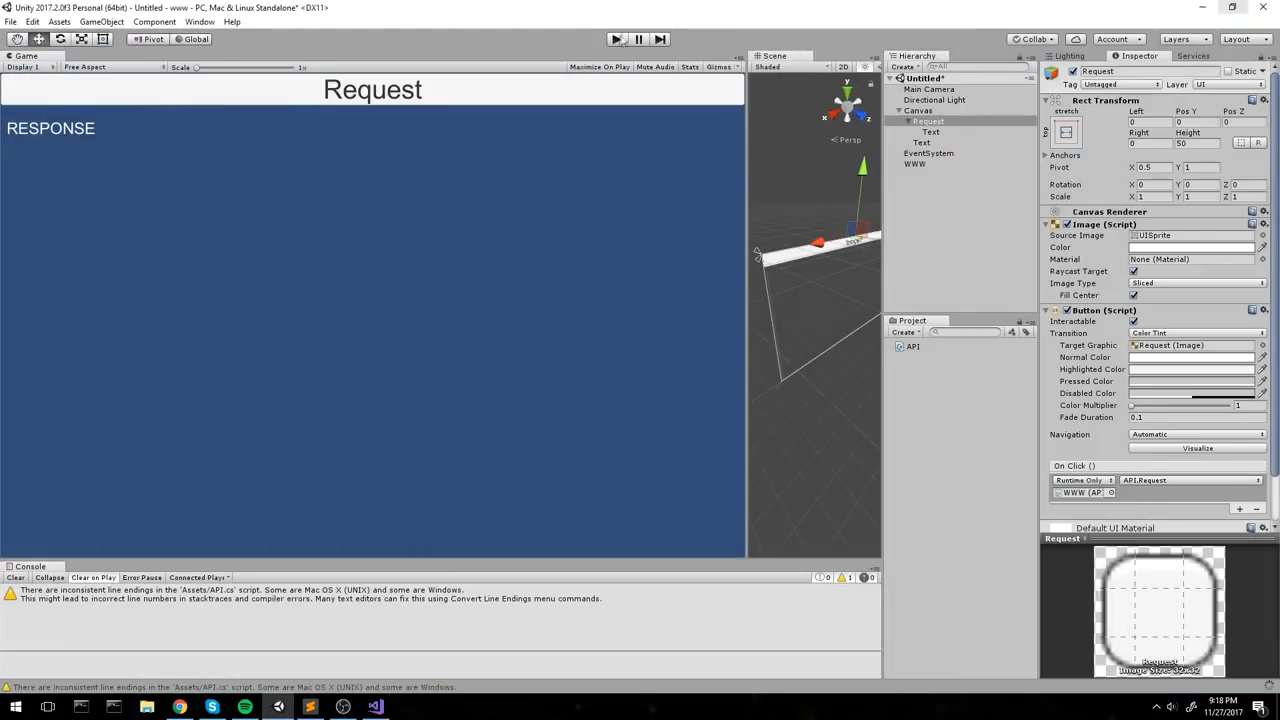 Unity 2017.2.0f3 Personal (64bit) - Untitled - www - PC, Mac & Linux Standalone* <DX11>
File Edit Assets GameObject Component Window Help
Pivot Global Collab Account Layers Layout
Game Scene Hierarchy Lighting Inspector Services
Display 1 Free Aspect Scale 1x Maximize On Play Mute Audio Stats Gizmos
Shaded 2D
Create All
Request
RESPONSE
y
x
z
Persp
Untitled*
Main Camera
Directional Light
Canvas
Request
Text
Text
EventSystem
WWW
Project
Create
API
Request Static
Tag Untagged Layer UI
Rect Transform
stretch Left Pos Y Pos Z
0 0 0
top Right Height
0 50 R
Anchors
Pivot X 0.5 Y 1
Rotation X 0 Y 0 Z 0
Scale X 1 Y 1 Z 1
Canvas Renderer
Image (Script)
Source Image UISprite
Color
Material None (Material)
Raycast Target
Image Type Sliced
Fill Center
Button (Script)
Interactable
Transition Color Tint
Target Graphic Request (Image)
Normal Color
Highlighted Color
Pressed Color
Disabled Color
Color Multiplier 1
Fade Duration 0.1
Navigation Automatic
Visualize
On Click ()
Runtime Only API.Request
WWW (AP
Default UI Material
Request
Request
Image Size: 32x32
Console
Clear Collapse Clear on Play Error Pause Connected Play 0 1 0
There are inconsistent line endings in the 'Assets/API.cs' script. Some are Mac OS X (UNIX) and some are Windows.
This might lead to incorrect line numbers in stacktraces and compiler errors. Many text editors can fix this using Convert Line Endings menu commands.
There are inconsistent line endings in the 'Assets/API.cs' script. Some are Mac OS X (UNIX) and some are Windows.
9:18 PM
11/27/2017